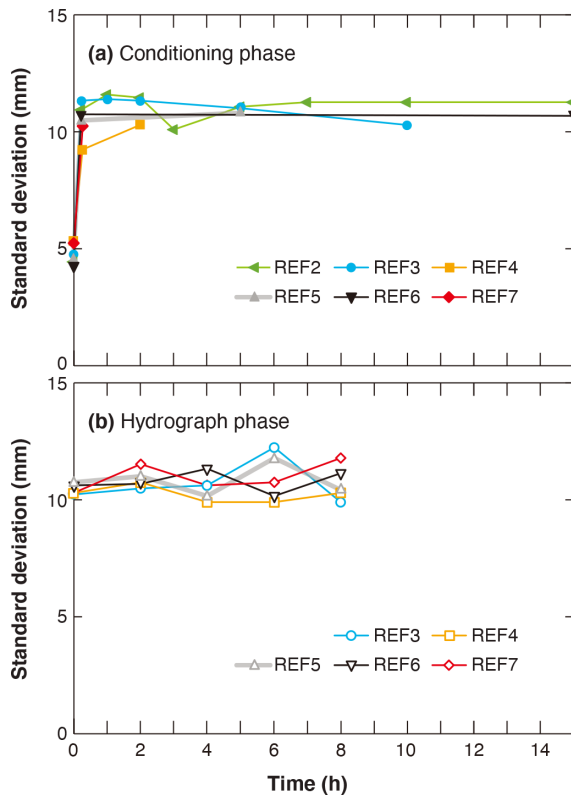 15
(a) Conditioning phase
10
Standard deviation (mm)
5
REF2 REF3 REF4
REF5 REF6 REF7
0
15
(b) Hydrograph phase
10
Standard deviation (mm)
5
REF3 REF4
REF5 REF6 REF7
0
0 2 4 6 8 10 12 14
Time (h)